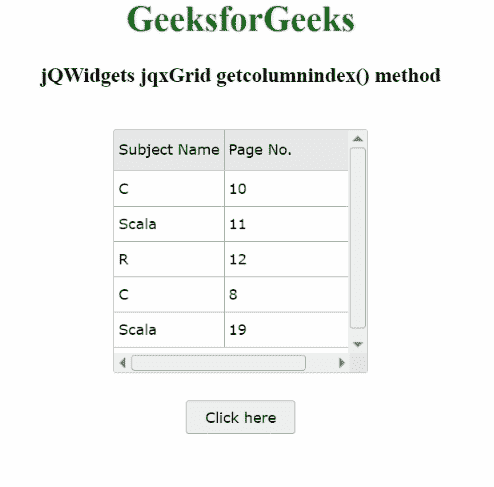 GeeksforGeeks
jQWidgets jqxGrid getcolumnindex() method
Subject Name Page No.
C 10
Scala 11
R 12
C 8
Scala 19
Click here